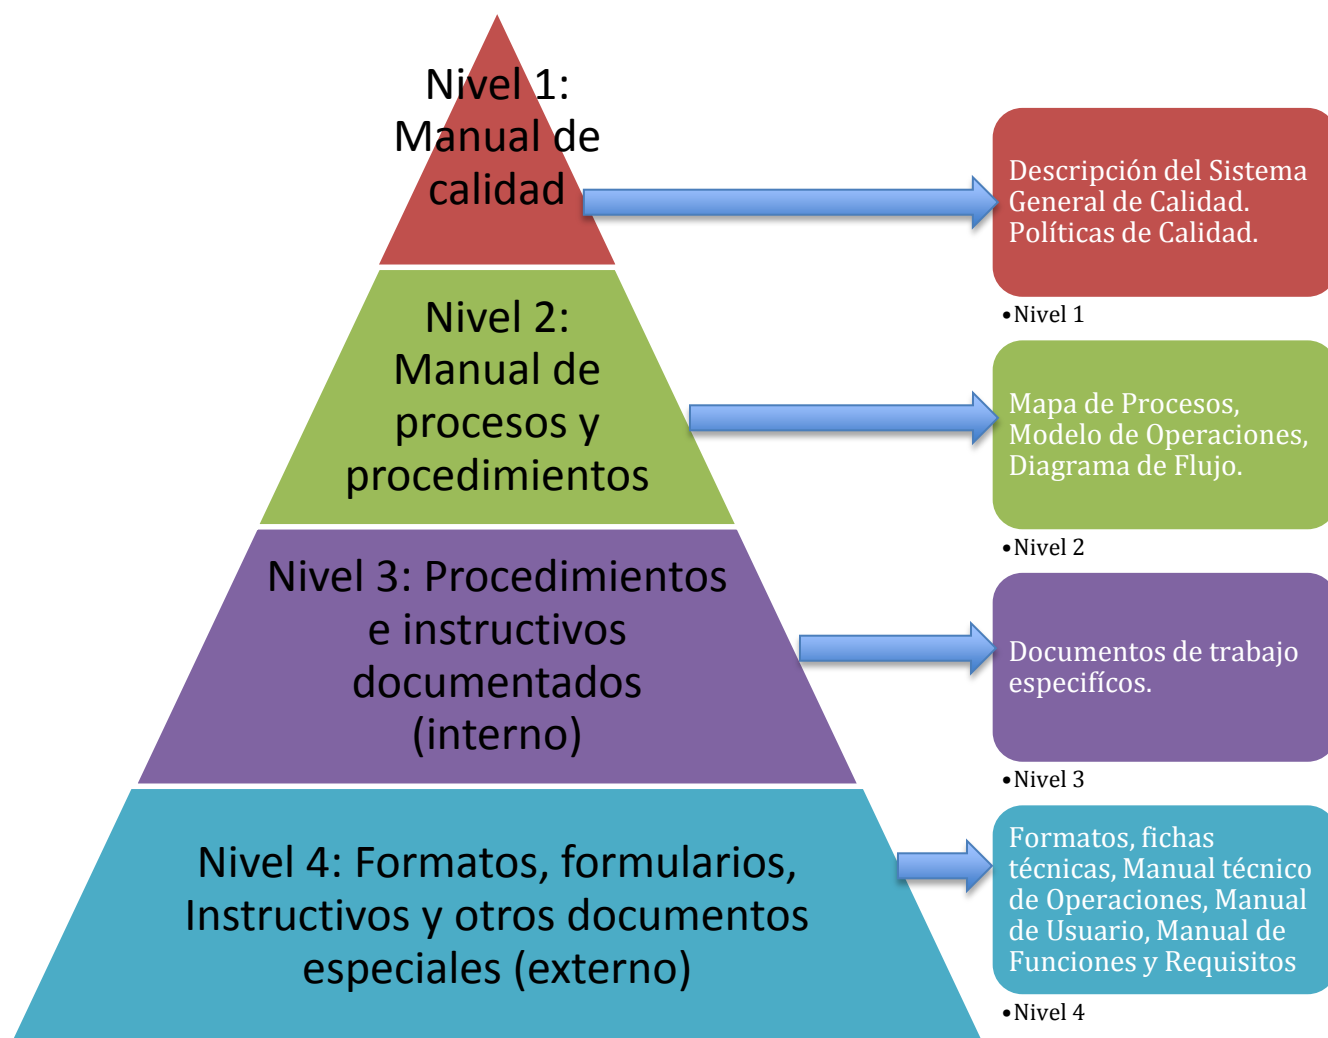 Nivel 1:
Manual de
calidad
Descripción del Sistema
General de Calidad.
Políticas de Calidad.
•Nivel 1
Nivel 2:
Manual de
procesos y
procedimientos
Mapa de Procesos,
Modelo de Operaciones,
Diagrama de Flujo.
•Nivel 2
Nivel 3: Procedimientos
e instructivos
documentados
(interno)
Documentos de trabajo
especifícos.
•Nivel 3
Nivel 4: Formatos, formularios,
Instructivos y otros documentos
especiales (externo)
Formatos, fichas
técnicas, Manual técnico
de Operaciones, Manual
de Usuario, Manual de
Funciones y Requisitos
•Nivel 4